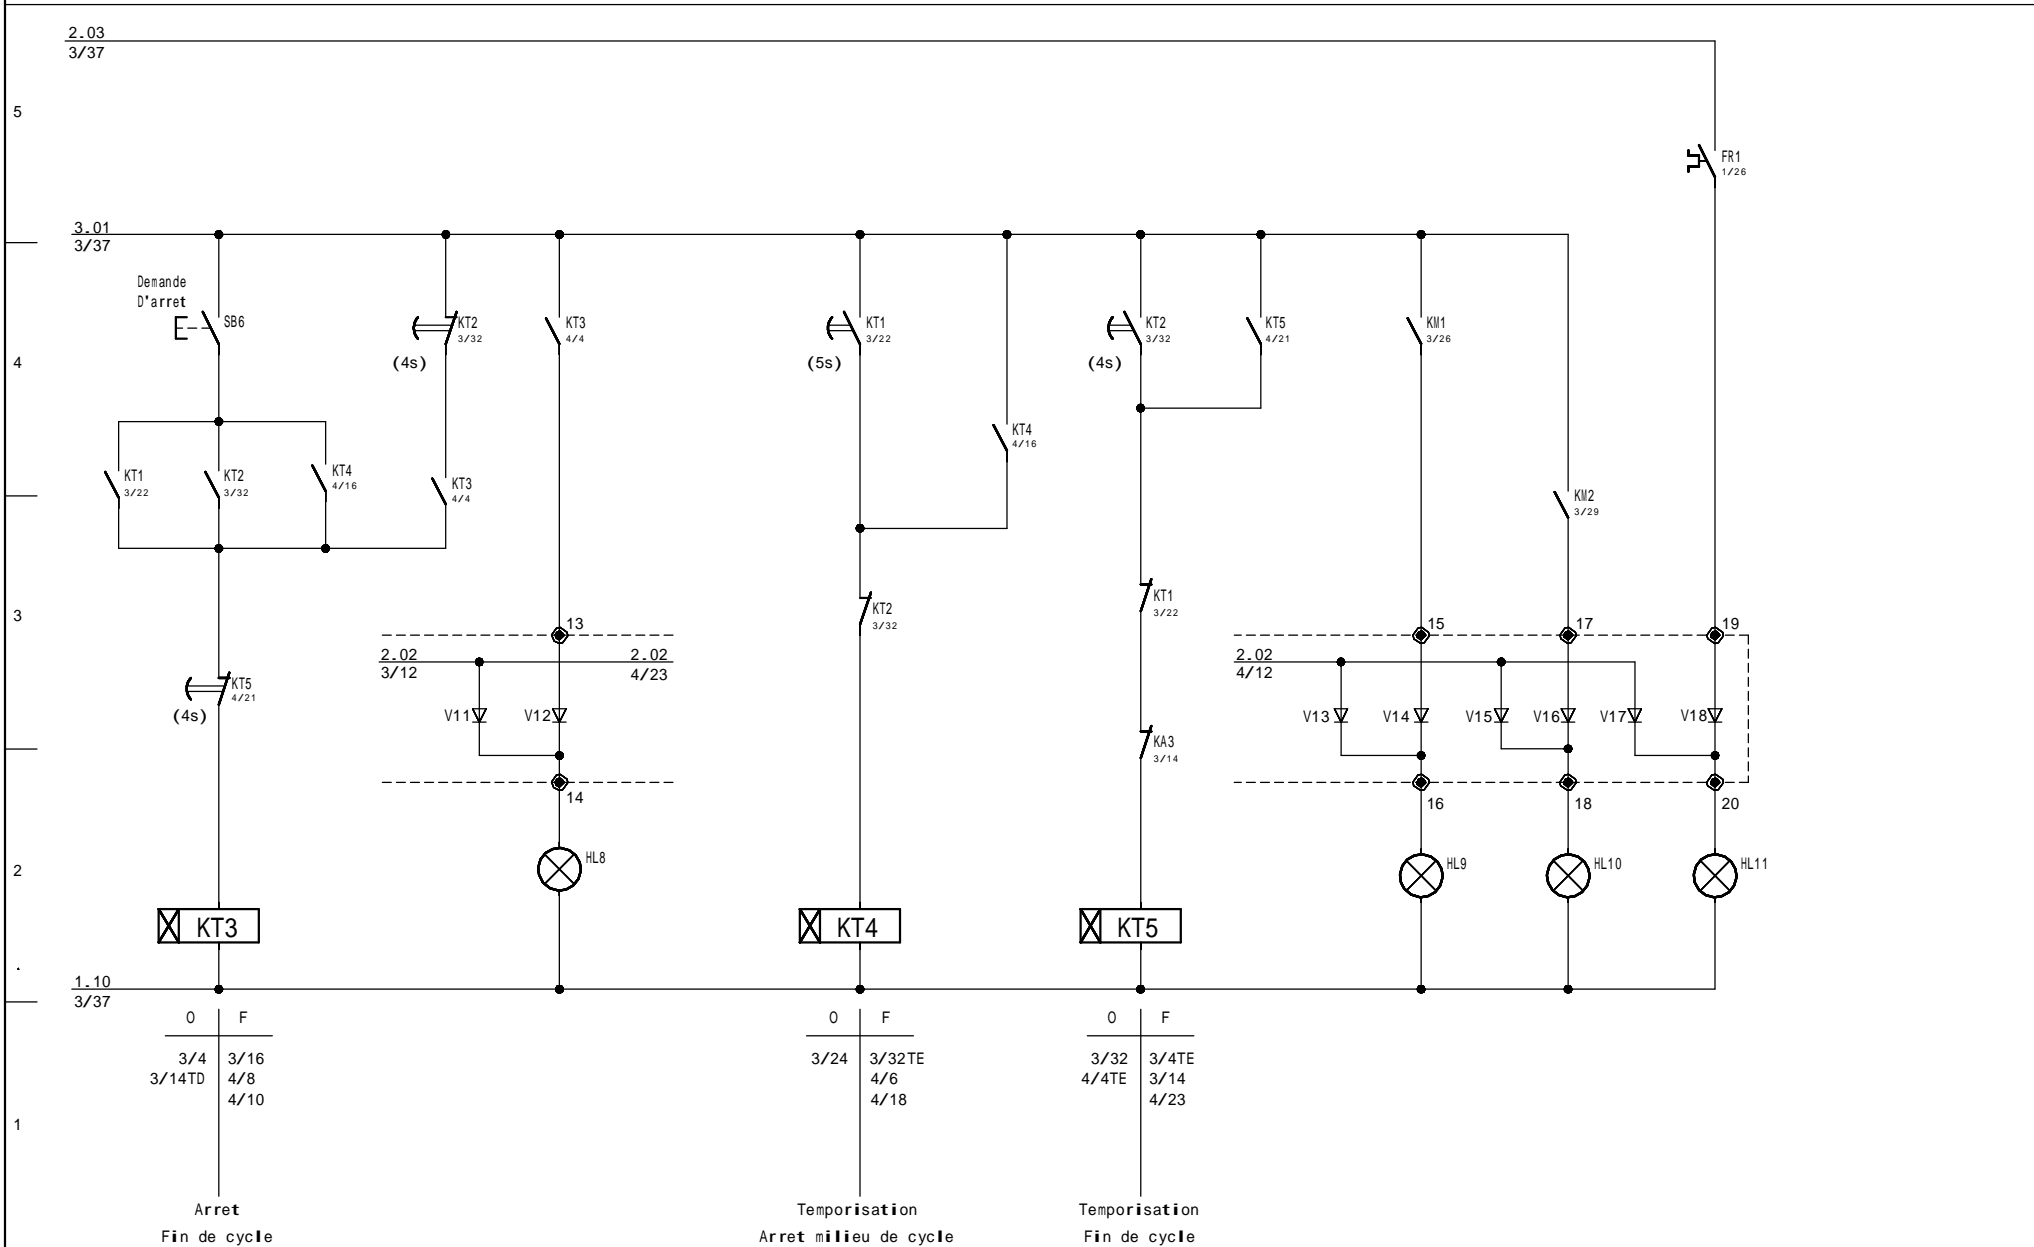 2.03
3/37
5
FR1
1/26
3.01
3/37
Demande
D'arret
SB6
KT2
3/32
(4s)
KT3
4/4
KT1
3/22
(5s)
KT2
3/32
(4s)
KT5
4/21
KM1
3/26
4
KT4
4/16
KT1
3/22
KT2
3/32
KT4
4/16
KT3
4/4
KM2
3/29
KT2
3/32
KT1
3/22
3
13
15
17
19
2.02
3/12
2.02
4/23
2.02
4/12
KT5
4/21
(4s)
V11
V12
V13
V14
V15
V16
V17
V18
KA3
3/14
14
16
18
20
2
HL8
HL9
HL10
HL11
KT3
KT4
KT5
1.10
3/37
O F
O F
O F
3/4 3/16
3/14TD 4/8
4/10
3/24 3/32TE
4/6
4/18
3/32 3/4TE
4/4TE 3/14
4/23
1
Arret
Fin de cycle
Temporisation
Arret milieu de cycle
Temporisation
Fin de cycle